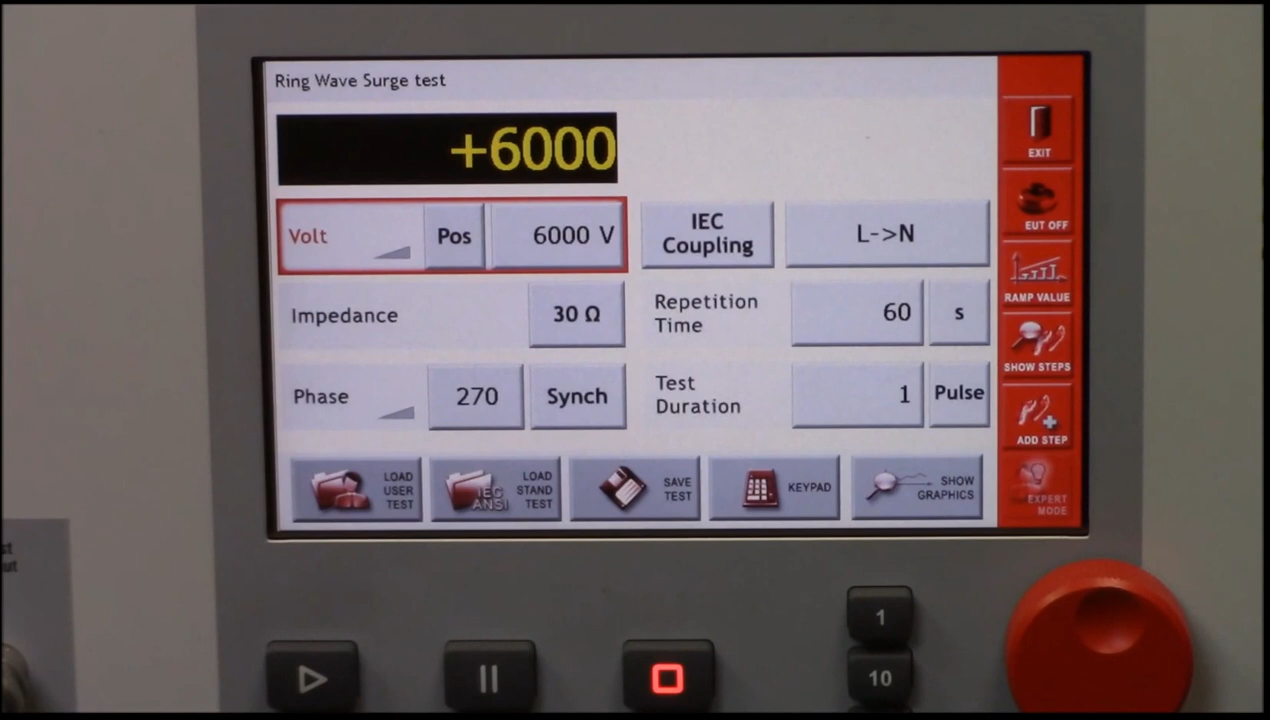 Ring Wave Surge test
+6000
Volt
Pos
6000 V
IEC
Coupling
L->N
Impedance
30 Ω
Repetition
Time
60
s
Phase
270
Synch
Test
Duration
1
Pulse
LOAD
USER
TEST
IEC
ANSI
LOAD
STAND
TEST
SAVE
TEST
KEYPAD
SHOW
GRAPHICS
EXIT
EUT OFF
RAMP VALUE
SHOW STEPS
ADD STEP
EXPERT
MODE
1
10